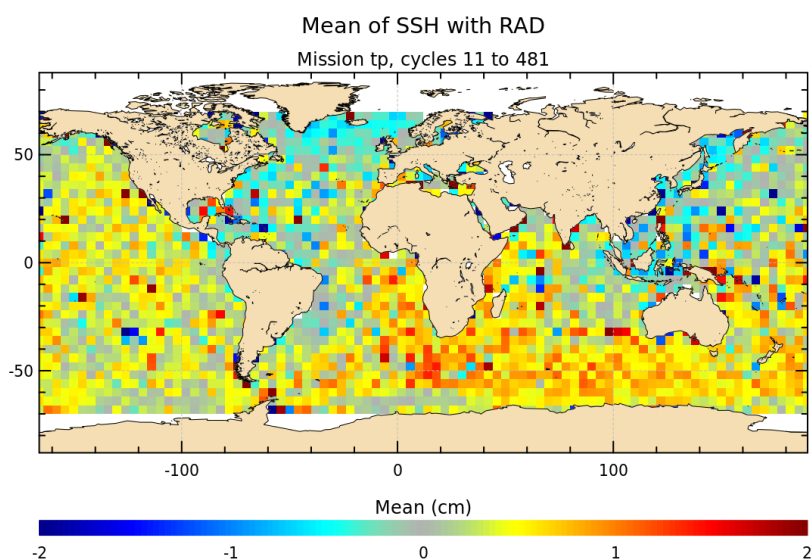 Mean of SSH with RAD
Mission tp, cycles 11 to 481
50
0
-50
-100 0 100
Mean (cm)
-2 -1 0 1 2